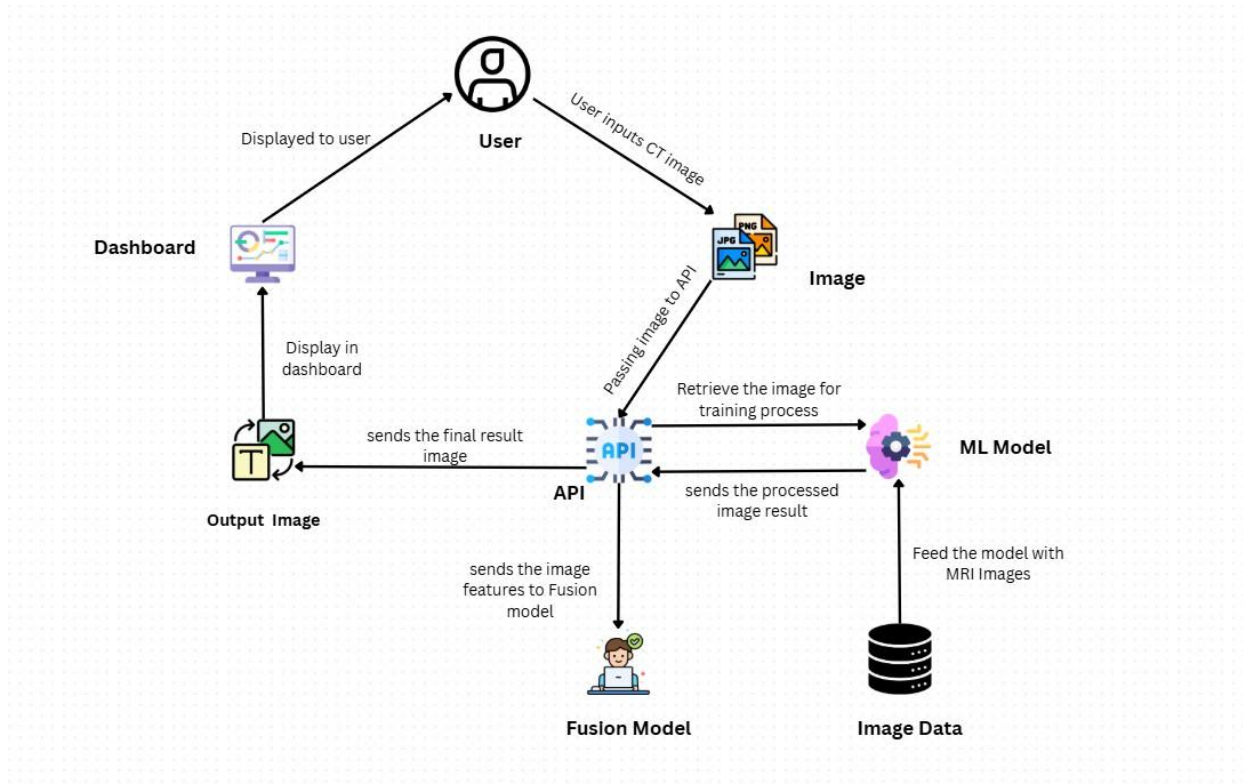 User
User inputs CT image
Displayed to user
Dashboard
PNG
JPG
Image
Passing image to API
Display in
dashboard
Retrieve the image for
training process
sends the final result
image
T
API
API
ML Model
sends the processed
image result
Output Image
sends the image
features to Fusion
model
Feed the model with
MRI Images
Fusion Model
Image Data